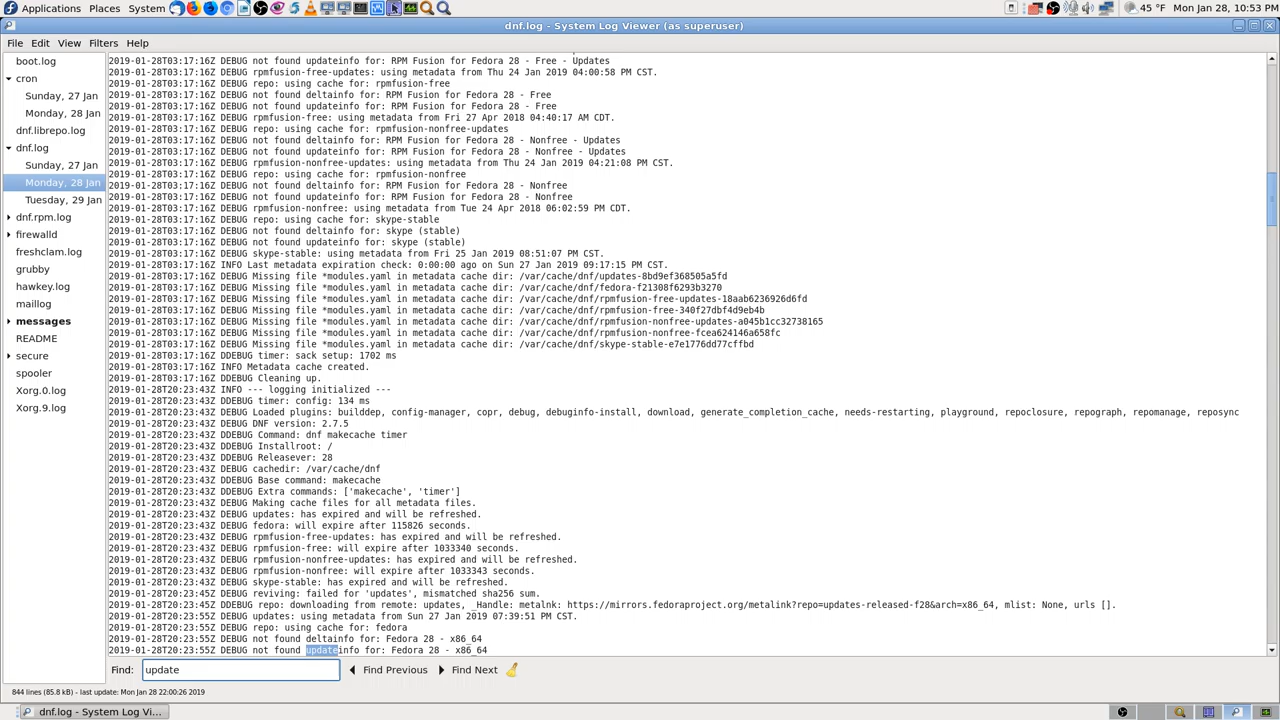 Applications Places System
45 °F Mon Jan 28, 10:53 PM
dnf.log - System Log Viewer (as superuser)
File Edit View Filters Help
boot.log
cron
Sunday, 27 Jan
Monday, 28 Jan
dnf.librepo.log
dnf.log
Sunday, 27 Jan
Monday, 28 Jan
Tuesday, 29 Jan
dnf.rpm.log
firewalld
freshclam.log
grubby
hawkey.log
maillog
messages
README
secure
spooler
Xorg.0.log
Xorg.9.log
2019-01-28T03:17:16Z DEBUG not found updateinfo for: RPM Fusion for Fedora 28 - Free - Updates
2019-01-28T03:17:16Z DEBUG rpmfusion-free-updates: using metadata from Thu 24 Jan 2019 04:00:58 PM CST.
2019-01-28T03:17:16Z DEBUG repo: using cache for: rpmfusion-free
2019-01-28T03:17:16Z DEBUG not found deltainfo for: RPM Fusion for Fedora 28 - Free
2019-01-28T03:17:16Z DEBUG not found updateinfo for: RPM Fusion for Fedora 28 - Free
2019-01-28T03:17:16Z DEBUG rpmfusion-free: using metadata from Fri 27 Apr 2018 04:40:17 AM CDT.
2019-01-28T03:17:16Z DEBUG repo: using cache for: rpmfusion-nonfree-updates
2019-01-28T03:17:16Z DEBUG not found deltainfo for: RPM Fusion for Fedora 28 - Nonfree - Updates
2019-01-28T03:17:16Z DEBUG not found updateinfo for: RPM Fusion for Fedora 28 - Nonfree - Updates
2019-01-28T03:17:16Z DEBUG rpmfusion-nonfree-updates: using metadata from Thu 24 Jan 2019 04:21:08 PM CST.
2019-01-28T03:17:16Z DEBUG repo: using cache for: rpmfusion-nonfree
2019-01-28T03:17:16Z DEBUG not found deltainfo for: RPM Fusion for Fedora 28 - Nonfree
2019-01-28T03:17:16Z DEBUG not found updateinfo for: RPM Fusion for Fedora 28 - Nonfree
2019-01-28T03:17:16Z DEBUG rpmfusion-nonfree: using metadata from Tue 24 Apr 2018 06:02:59 PM CDT.
2019-01-28T03:17:16Z DEBUG repo: using cache for: skype-stable
2019-01-28T03:17:16Z DEBUG not found deltainfo for: skype (stable)
2019-01-28T03:17:16Z DEBUG not found updateinfo for: skype (stable)
2019-01-28T03:17:16Z DEBUG skype-stable: using metadata from Fri 25 Jan 2019 08:51:07 PM CST.
2019-01-28T03:17:16Z INFO Last metadata expiration check: 0:00:00 ago on Sun 27 Jan 2019 09:17:15 PM CST.
2019-01-28T03:17:16Z DEBUG Missing file *modules.yaml in metadata cache dir: /var/cache/dnf/updates-8bd9ef368505a5fd
2019-01-28T03:17:16Z DEBUG Missing file *modules.yaml in metadata cache dir: /var/cache/dnf/fedora-f21308f6293b3270
2019-01-28T03:17:16Z DEBUG Missing file *modules.yaml in metadata cache dir: /var/cache/dnf/rpmfusion-free-updates-18aab6236926d6fd
2019-01-28T03:17:16Z DEBUG Missing file *modules.yaml in metadata cache dir: /var/cache/dnf/rpmfusion-free-340f27dbf4d9eb4b
2019-01-28T03:17:16Z DEBUG Missing file *modules.yaml in metadata cache dir: /var/cache/dnf/rpmfusion-nonfree-updates-a045b1cc32738165
2019-01-28T03:17:16Z DEBUG Missing file *modules.yaml in metadata cache dir: /var/cache/dnf/rpmfusion-nonfree-fcea624146a658fc
2019-01-28T03:17:16Z DEBUG Missing file *modules.yaml in metadata cache dir: /var/cache/dnf/skype-stable-e7e1776dd77cffbd
2019-01-28T03:17:16Z DDEBUG timer: sack setup: 1702 ms
2019-01-28T03:17:16Z INFO Metadata cache created.
2019-01-28T03:17:16Z DDEBUG Cleaning up.
2019-01-28T20:23:43Z INFO --- logging initialized ---
2019-01-28T20:23:43Z DDEBUG timer: config: 134 ms
2019-01-28T20:23:43Z DEBUG Loaded plugins: builddep, config-manager, copr, debug, debuginfo-install, download, generate_completion_cache, needs-restarting, playground, repoclosure, repograph, repomanage, reposync
2019-01-28T20:23:43Z DEBUG DNF version: 2.7.5
2019-01-28T20:23:43Z DDEBUG Command: dnf makecache timer
2019-01-28T20:23:43Z DDEBUG Installroot: /
2019-01-28T20:23:43Z DDEBUG Releasever: 28
2019-01-28T20:23:43Z DEBUG cachedir: /var/cache/dnf
2019-01-28T20:23:43Z DDEBUG Base command: makecache
2019-01-28T20:23:43Z DDEBUG Extra commands: ['makecache', 'timer']
2019-01-28T20:23:43Z DEBUG Making cache files for all metadata files.
2019-01-28T20:23:43Z DEBUG updates: has expired and will be refreshed.
2019-01-28T20:23:43Z DEBUG fedora: will expire after 115826 seconds.
2019-01-28T20:23:43Z DEBUG rpmfusion-free-updates: has expired and will be refreshed.
2019-01-28T20:23:43Z DEBUG rpmfusion-free: will expire after 1033340 seconds.
2019-01-28T20:23:43Z DEBUG rpmfusion-nonfree-updates: has expired and will be refreshed.
2019-01-28T20:23:43Z DEBUG rpmfusion-nonfree: will expire after 1033343 seconds.
2019-01-28T20:23:43Z DEBUG skype-stable: has expired and will be refreshed.
2019-01-28T20:23:45Z DEBUG reviving: failed for 'updates', mismatched sha256 sum.
2019-01-28T20:23:45Z DDEBUG repo: downloading from remote: updates, _Handle: metalnk: https://mirrors.fedoraproject.org/metalink?repo=updates-released-f28&arch=x86_64, mlist: None, urls [].
2019-01-28T20:23:55Z DEBUG updates: using metadata from Sun 27 Jan 2019 07:39:51 PM CST.
2019-01-28T20:23:55Z DEBUG repo: using cache for: fedora
2019-01-28T20:23:55Z DEBUG not found deltainfo for: Fedora 28 - x86_64
2019-01-28T20:23:55Z DEBUG not found updateinfo for: Fedora 28 - x86_64
Find: update Find Previous Find Next
844 lines (85.8 kB) - last update: Mon Jan 28 22:00:26 2019
dnf.log - System Log Vi...